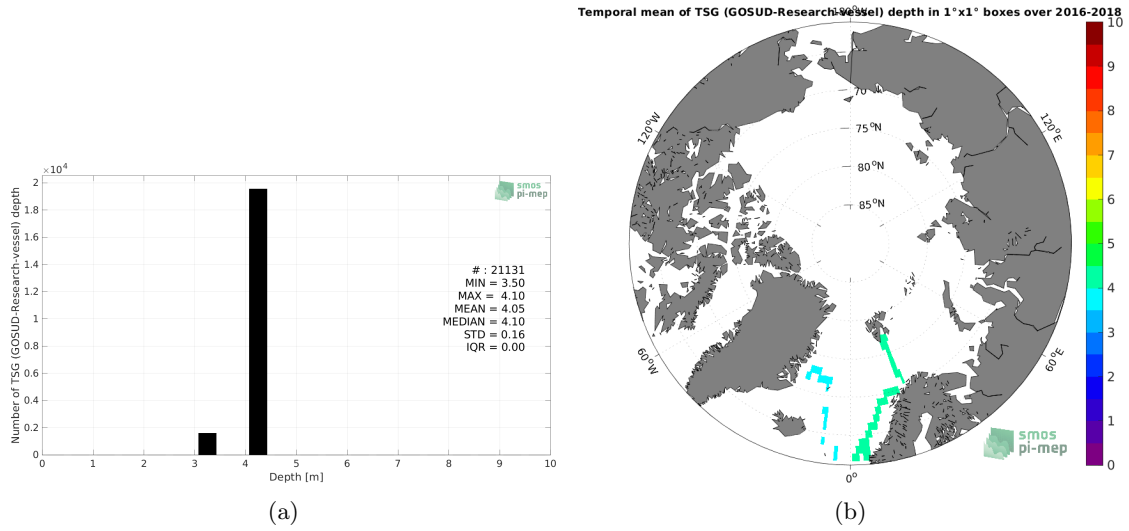 ×10⁴
2
1.8
1.6
1.4
1.2
1
0.8
0.6
0.4
0.2
0
Number of TSG (GOSUD-Research-vessel) depth
0 1 2 3 4 5 6 7 8 9 10
Depth [m]
smos
pi-mep
# : 21131
MIN = 3.50
MAX = 4.10
MEAN = 4.05
MEDIAN = 4.10
STD = 0.16
IQR = 0.00
(a)
Temporal mean of TSG (GOSUD-Research-vessel) depth in 1°x1° boxes over 2016-2018
180°W
120°W
120°E
70
75°N
80°N
85°N
60°W
60°E
0°
smos
pi-mep
10
9
8
7
6
5
4
3
2
1
0
(b)